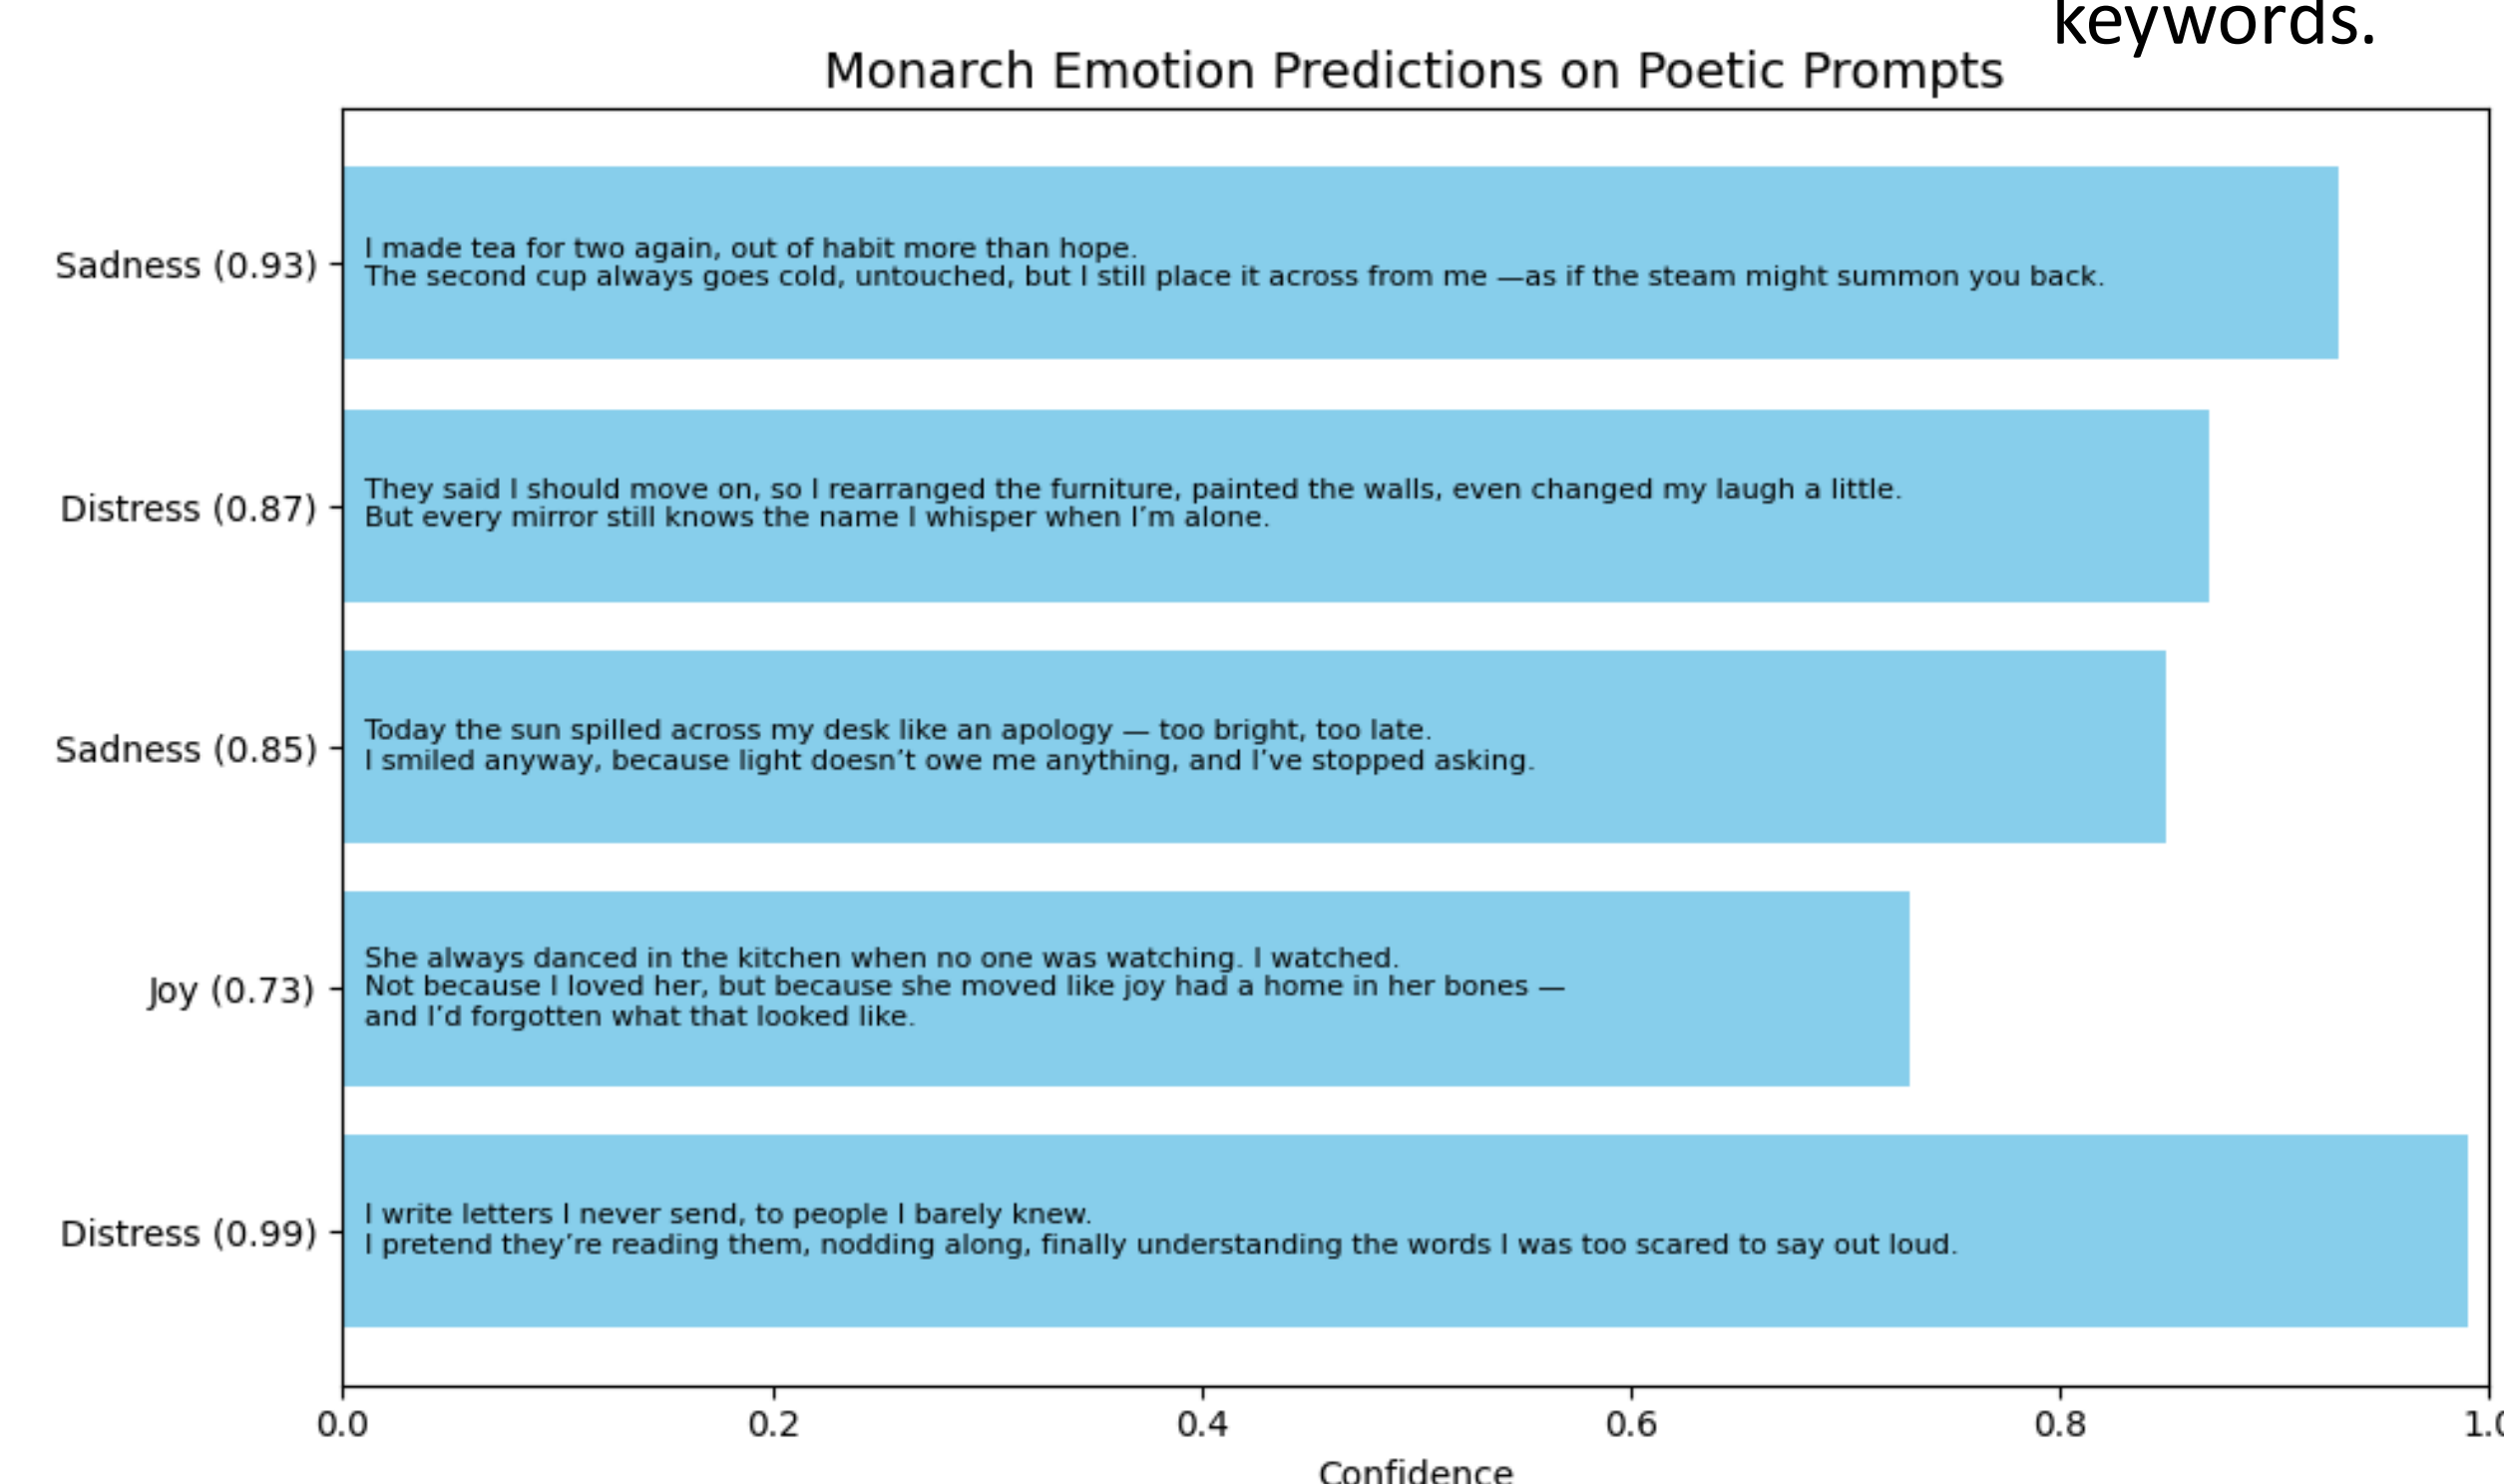 keywords.
Monarch Emotion Predictions on Poetic Prompts
Sadness (0.93)
I made tea for two again, out of habit more than hope.
The second cup always goes cold, untouched, but I still place it across from me —as if the steam might summon you back.
Distress (0.87)
They said I should move on, so I rearranged the furniture, painted the walls, even changed my laugh a little.
But every mirror still knows the name I whisper when I’m alone.
Sadness (0.85)
Today the sun spilled across my desk like an apology — too bright, too late.
I smiled anyway, because light doesn’t owe me anything, and I’ve stopped asking.
Joy (0.73)
She always danced in the kitchen when no one was watching. I watched.
Not because I loved her, but because she moved like joy had a home in her bones —
and I’d forgotten what that looked like.
Distress (0.99)
I write letters I never send, to people I barely knew.
I pretend they’re reading them, nodding along, finally understanding the words I was too scared to say out loud.
0.0 0.2 0.4 0.6 0.8 1.0
Confidence